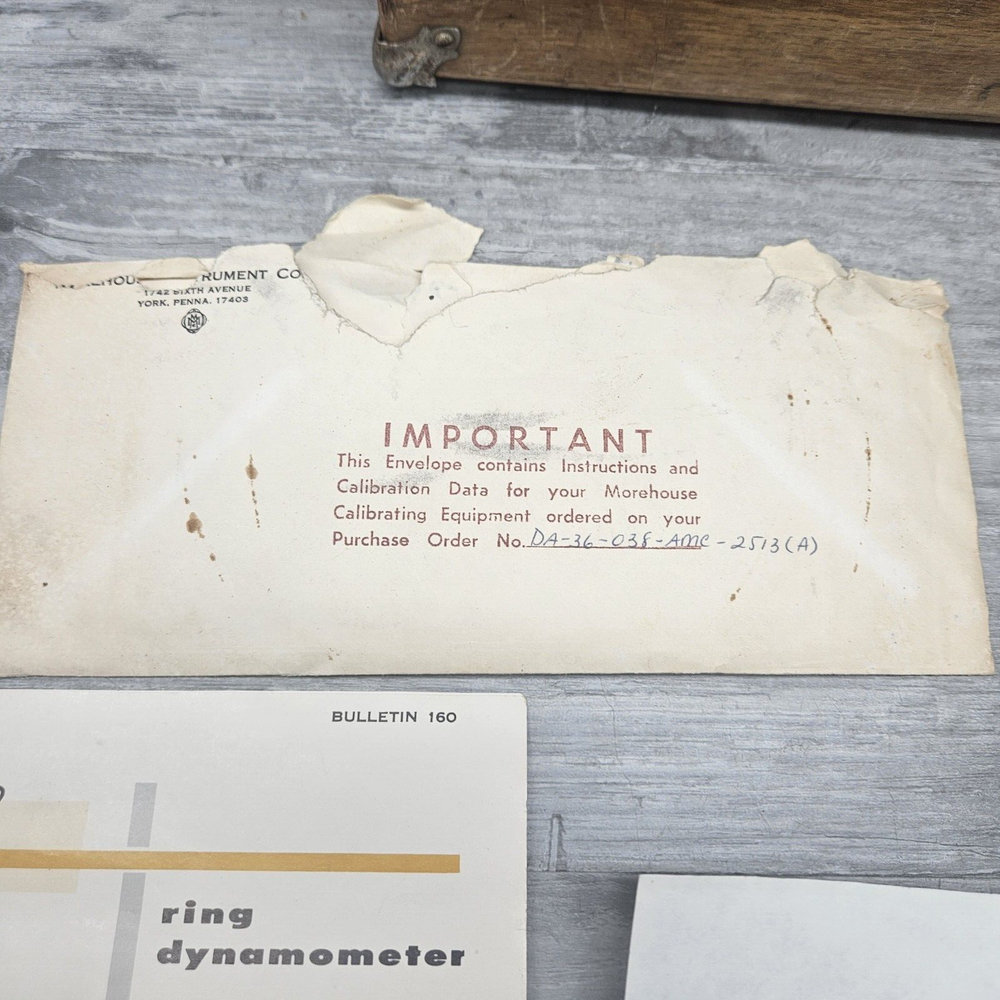 RUMENT CO
1742 SIXTH AVENUE
YORK, PENNA. 17403
IMPORTANT
This Envelope contains Instructions and
Calibration Data for your Morehouse
Calibrating Equipment ordered on your
Purchase Order No. DA-36-038-AMC-2513(A)
BULLETIN 160
ring
dynamometer